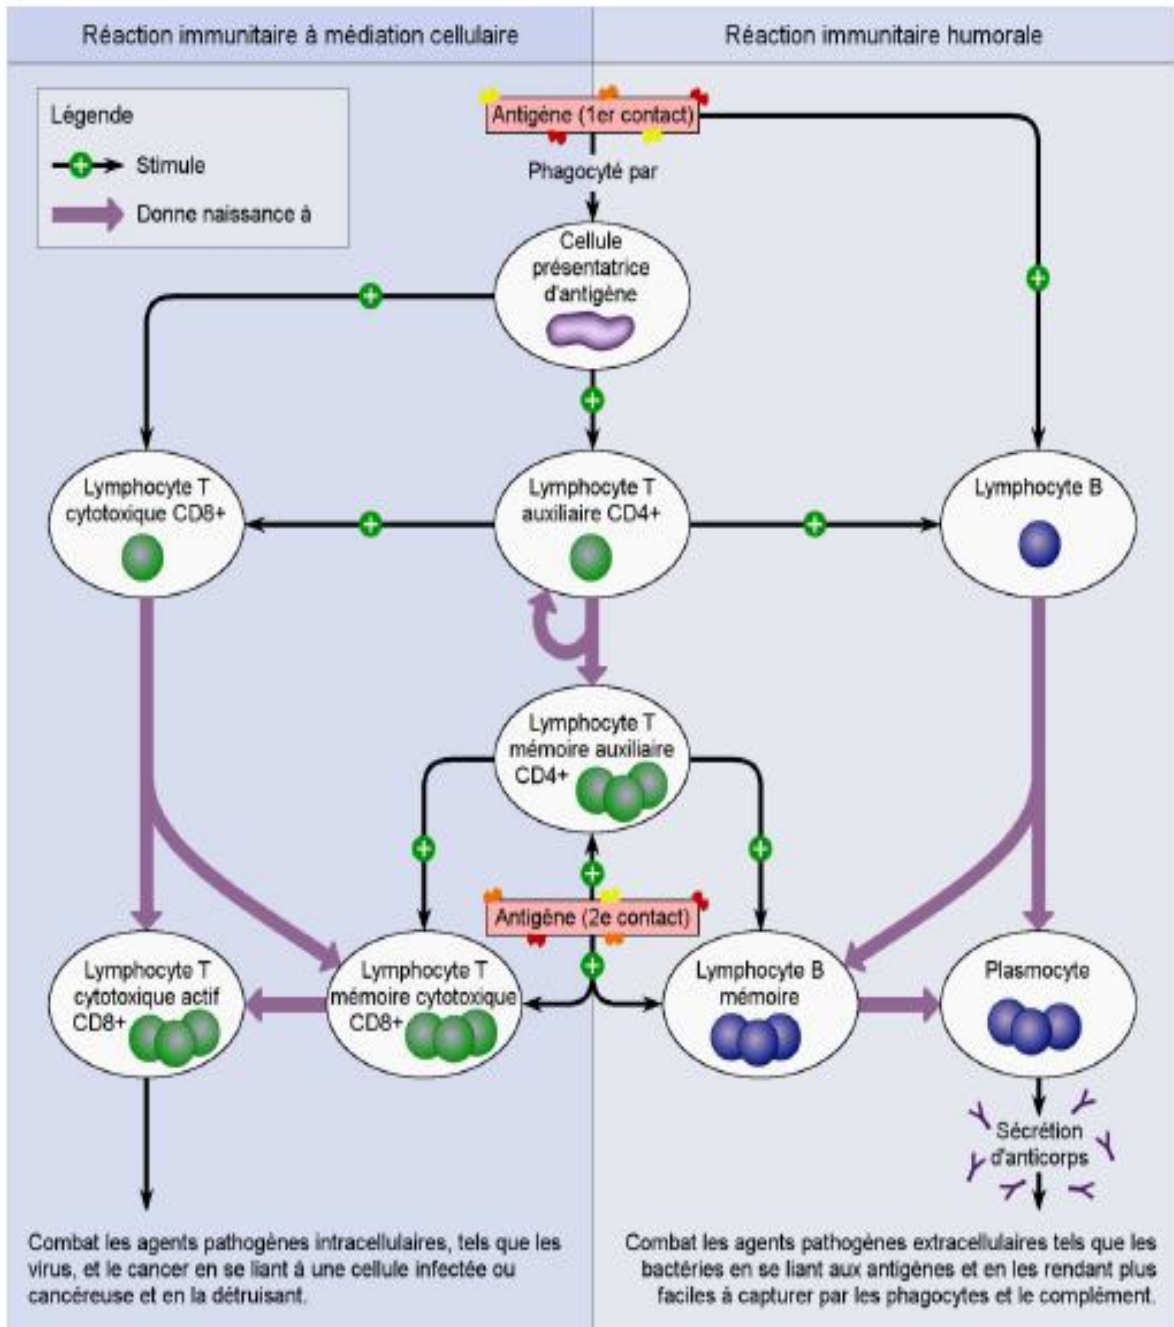 Réaction immunitaire à médiation cellulaire
Réaction immunitaire humorale
Légende
Stimule
Donne naissance à
Antigène (1er contact)
Phagocyté par
Cellule
présentatrice
d'antigène
Lymphocyte T
cytotoxique CD8+
Lymphocyte T
auxiliaire CD4+
Lymphocyte B
Lymphocyte T
mémoire auxiliaire
CD4+
Antigène (2e contact)
Lymphocyte T
cytotoxique actif
CD8+
Lymphocyte T
mémoire cytotoxique
CD8+
Lymphocyte B
mémoire
Plasmocyte
Sécrétion
d'anticorps
Combat les agents pathogènes intracellulaires, tels que les
virus, et le cancer en se liant à une cellule infectée ou
cancéreuse et en la détruisant.
Combat les agents pathogènes extracellulaires tels que les
bactéries en se liant aux antigènes et en les rendant plus
faciles à capturer par les phagocytes et le complément.